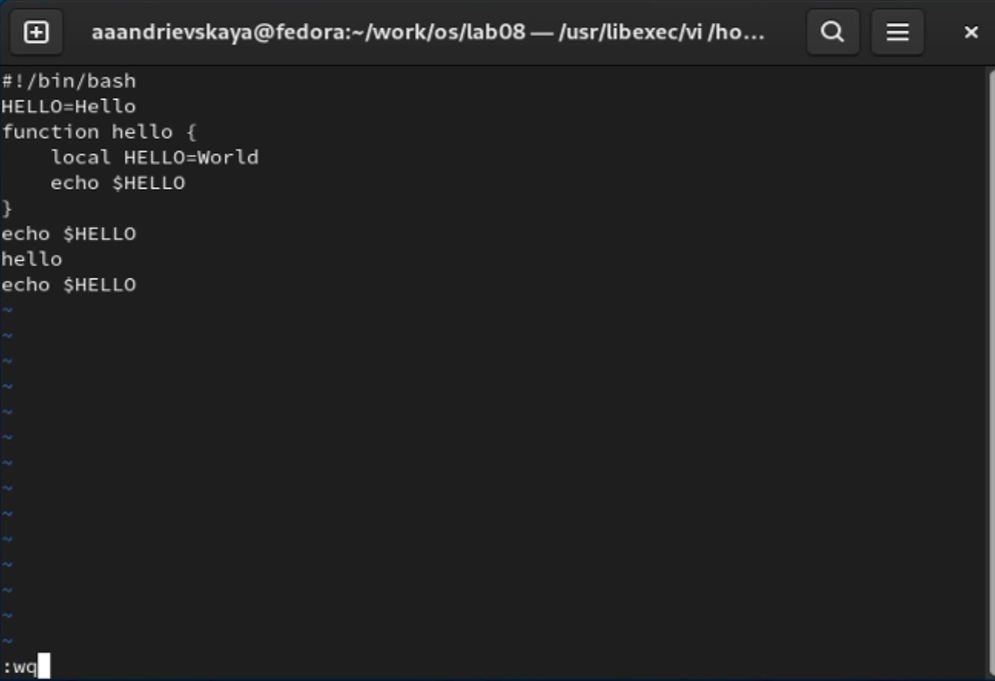 aaandrievskaya@fedora:~/work/os/lab08 — /usr/libexec/vi /ho...
#!/bin/bash
HELLO=Hello
function hello {
    local HELLO=World
    echo $HELLO
}
echo $HELLO
hello
echo $HELLO
~
~
~
~
~
~
~
~
~
~
~
~
~
~
:wq